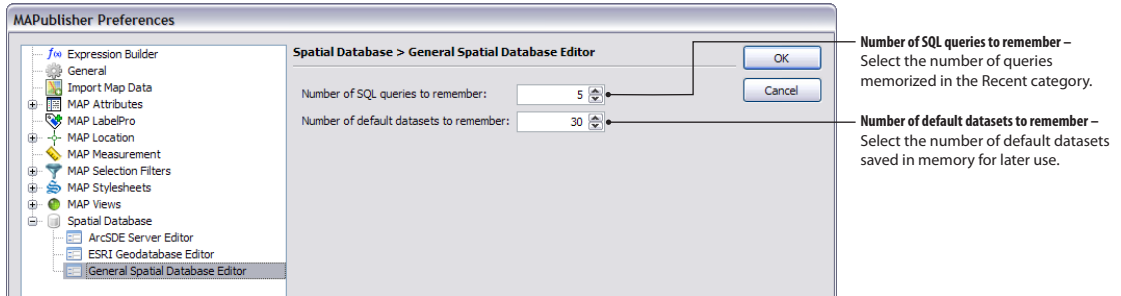 MAPublisher Preferences
Expression Builder
General
Import Map Data
MAP Attributes
MAP LabelPro
MAP Location
MAP Measurement
MAP Selection Filters
MAP Stylesheets
MAP Views
Spatial Database
ArcSDE Server Editor
ESRI Geodatabase Editor
General Spatial Database Editor
Spatial Database > General Spatial Database Editor
Number of SQL queries to remember: 5
Number of default datasets to remember: 30
OK
Cancel
Number of SQL queries to remember –
Select the number of queries
memorized in the Recent category.
Number of default datasets to remember –
Select the number of default datasets
saved in memory for later use.